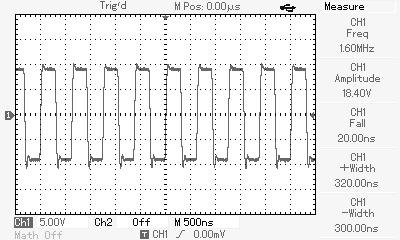 Trig'd M Pos: 0.00μs Measure
CH1
Freq
1.60MHz
CH1
Amplitude
18.40V
CH1
Fall
20.00ns
CH1
+Width
320.00ns
CH1
-Width
300.00ns
1
Ch1 5.00V Ch2 Off M 500ns
Math Off T CH1 0.00mV